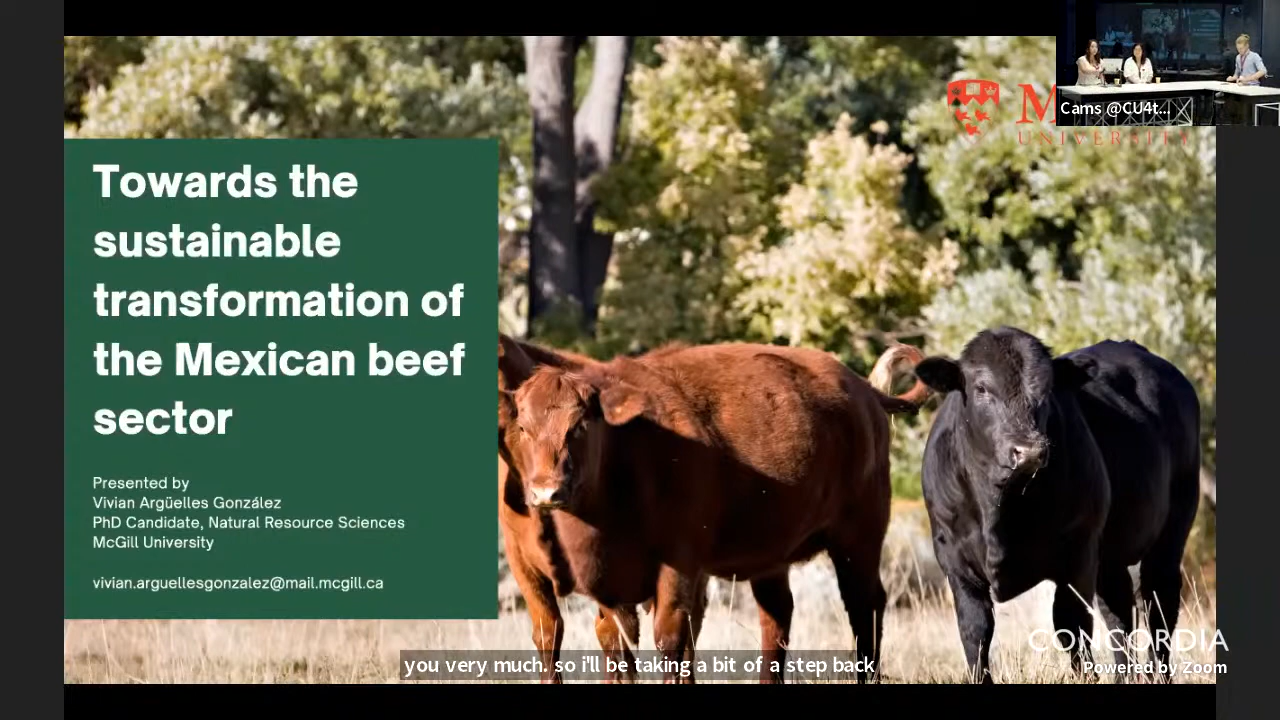 Towards the
sustainable
transformation of
the Mexican beef
sector
Presented by
Vivian Argüelles González
PhD Candidate, Natural Resource Sciences
McGill University
vivian.arguellesgonzalez@mail.mcgill.ca
UNIVERSITY
Cams @CU4t...
you very much. so i'll be taking a bit of a step back
CONCORDIA
Powered by Zoom